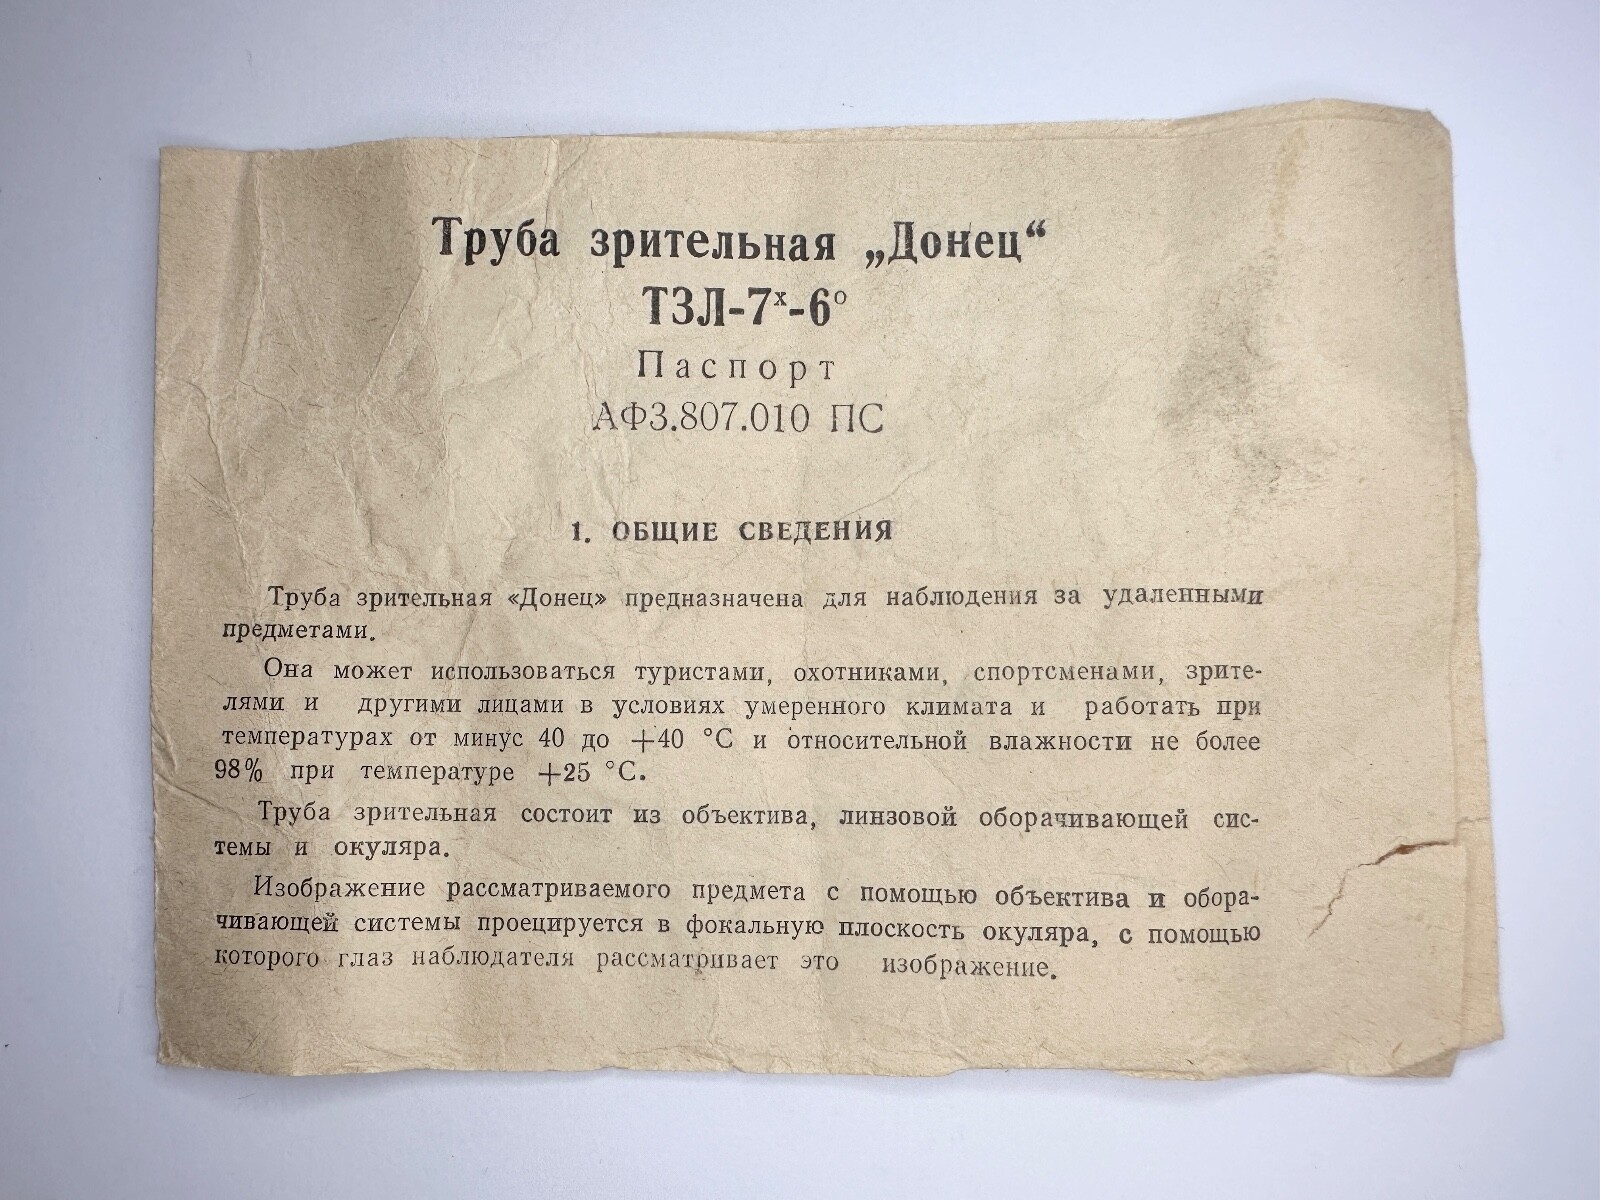 Труба зрительная „Донец“
ТЗЛ-7ˣ-6°
Паспорт
АФ3.807.010 ПС
1. ОБЩИЕ СВЕДЕНИЯ
Труба зрительная «Донец» предназначена для наблюдения за удаленными
предметами.
Она может использоваться туристами, охотниками, спортсменами, зрите-
лями и другими лицами в условиях умеренного климата и работать при
температурах от минус 40 до +40 °С и относительной влажности не более
98% при температуре +25 °С.
Труба зрительная состоит из объектива, линзовой оборачивающей сис-
темы и окуляра.
Изображение рассматриваемого предмета с помощью объектива и обора-
чивающей системы проецируется в фокальную плоскость окуляра, с помощью
которого глаз наблюдателя рассматривает это изображение.